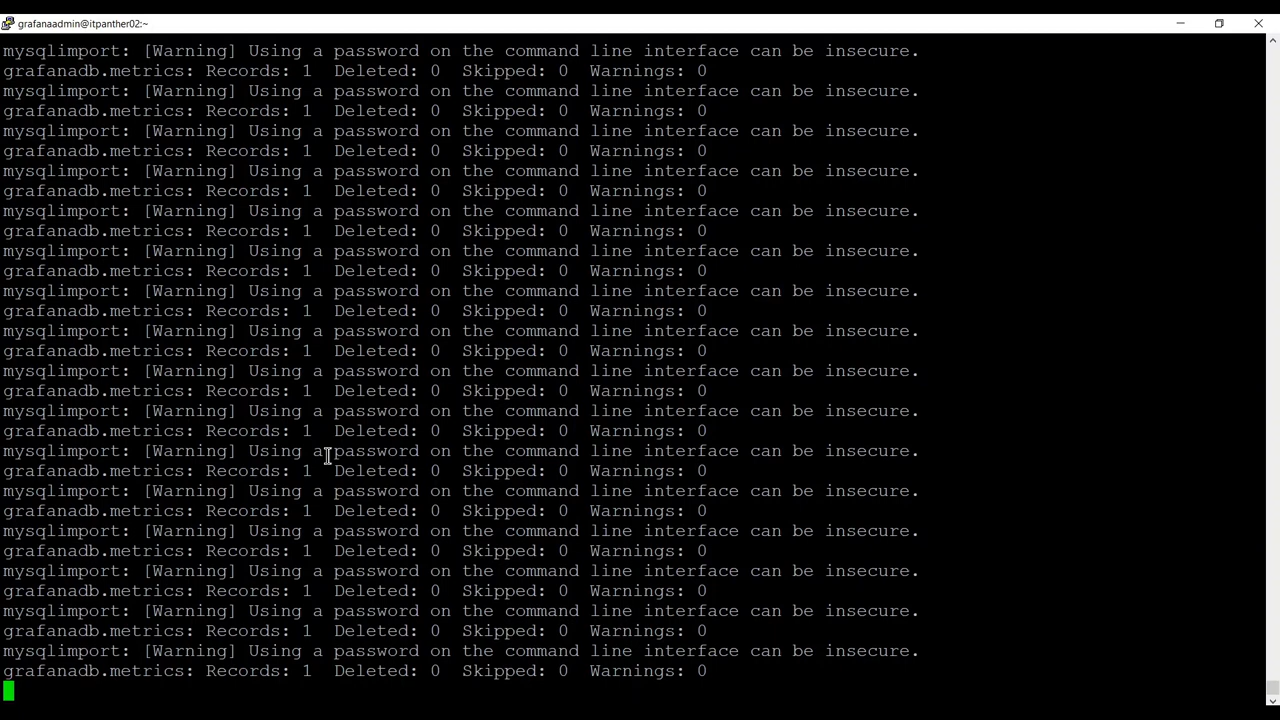 grafanaadmin@itpanther02:~
mysqlimport: [Warning] Using a password on the command line interface can be insecure.
grafanadb.metrics: Records: 1  Deleted: 0  Skipped: 0  Warnings: 0
mysqlimport: [Warning] Using a password on the command line interface can be insecure.
grafanadb.metrics: Records: 1  Deleted: 0  Skipped: 0  Warnings: 0
mysqlimport: [Warning] Using a password on the command line interface can be insecure.
grafanadb.metrics: Records: 1  Deleted: 0  Skipped: 0  Warnings: 0
mysqlimport: [Warning] Using a password on the command line interface can be insecure.
grafanadb.metrics: Records: 1  Deleted: 0  Skipped: 0  Warnings: 0
mysqlimport: [Warning] Using a password on the command line interface can be insecure.
grafanadb.metrics: Records: 1  Deleted: 0  Skipped: 0  Warnings: 0
mysqlimport: [Warning] Using a password on the command line interface can be insecure.
grafanadb.metrics: Records: 1  Deleted: 0  Skipped: 0  Warnings: 0
mysqlimport: [Warning] Using a password on the command line interface can be insecure.
grafanadb.metrics: Records: 1  Deleted: 0  Skipped: 0  Warnings: 0
mysqlimport: [Warning] Using a password on the command line interface can be insecure.
grafanadb.metrics: Records: 1  Deleted: 0  Skipped: 0  Warnings: 0
mysqlimport: [Warning] Using a password on the command line interface can be insecure.
grafanadb.metrics: Records: 1  Deleted: 0  Skipped: 0  Warnings: 0
mysqlimport: [Warning] Using a password on the command line interface can be insecure.
grafanadb.metrics: Records: 1  Deleted: 0  Skipped: 0  Warnings: 0
mysqlimport: [Warning] Using a password on the command line interface can be insecure.
grafanadb.metrics: Records: 1  Deleted: 0  Skipped: 0  Warnings: 0
mysqlimport: [Warning] Using a password on the command line interface can be insecure.
grafanadb.metrics: Records: 1  Deleted: 0  Skipped: 0  Warnings: 0
mysqlimport: [Warning] Using a password on the command line interface can be insecure.
grafanadb.metrics: Records: 1  Deleted: 0  Skipped: 0  Warnings: 0
mysqlimport: [Warning] Using a password on the command line interface can be insecure.
grafanadb.metrics: Records: 1  Deleted: 0  Skipped: 0  Warnings: 0
mysqlimport: [Warning] Using a password on the command line interface can be insecure.
grafanadb.metrics: Records: 1  Deleted: 0  Skipped: 0  Warnings: 0
mysqlimport: [Warning] Using a password on the command line interface can be insecure.
grafanadb.metrics: Records: 1  Deleted: 0  Skipped: 0  Warnings: 0